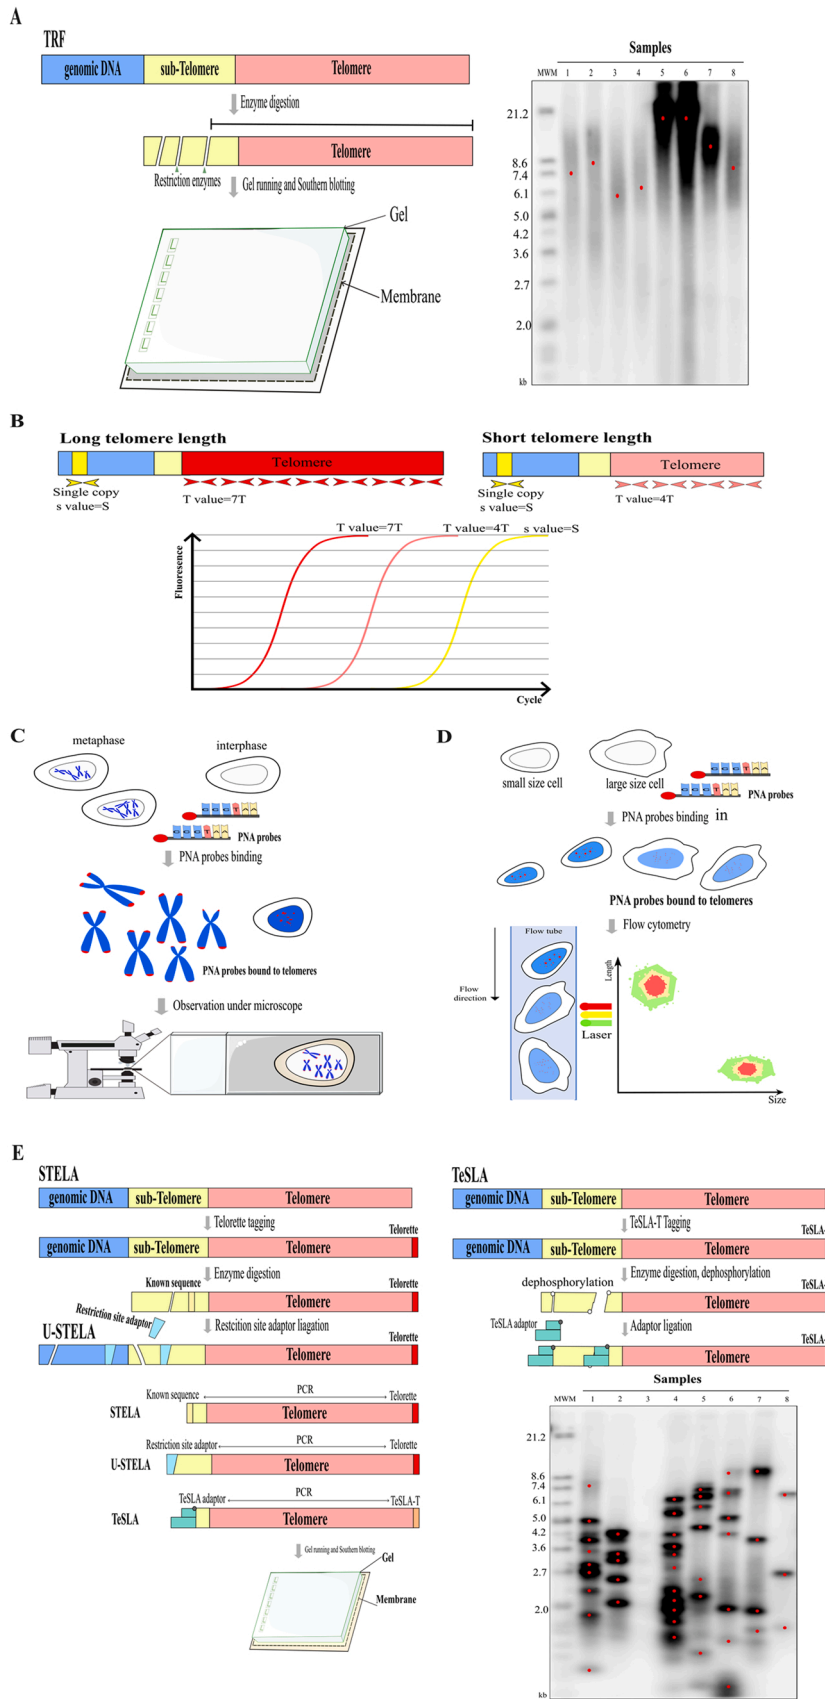 A
TRF
genomic DNA
sub-Telomere
Telomere
Enzyme digestion
Telomere
Restriction enzymes
Gel running and Southern blotting
Gel
Membrane
Samples
MWM 1 2 3 4 5 6 7 8
21.2
8.6
7.4
6.1
5.0
4.2
3.6
2.7
2.0
kb
B
Long telomere length
Telomere
Single copy
s value=S
T value=7T
Short telomere length
Telomere
Single copy
s value=S
T value=4T
T value=7T
T value=4T
s value=S
Fluoresence
Cycle
C
metaphase
interphase
PNA probes
PNA probes binding
PNA probes bound to telomeres
Observation under microscope
D
small size cell
large size cell
PNA probes
PNA probes binding in
PNA probes bound to telomeres
Flow cytometry
Flow tube
Flow
direction
Laser
Length
Size
E
STELA
genomic DNA
sub-Telomere
Telomere
Telorette tagging
Telorette
genomic DNA
sub-Telomere
Telomere
Enzyme digestion
Known sequence
Telorette
Telomere
Restriction site adaptor
Restcition site adaptor liagation
U-STELA
Telorette
Telomere
Known sequence
PCR
Telorette
STELA
Telomere
Restriction site adaptor
PCR
Telorette
U-STELA
Telomere
TeSLA adaptor
PCR
TeSLA-T
TeSLA
Telomere
Gel running and Southern blotting
Gel
Membrane
TeSLA
genomic DNA
sub-Telomere
Telomere
TeSLA-T Tagging
TeSLA-
genomic DNA
sub-Telomere
Telomere
Enzyme digestion, dephosphorylation
dephosphorylation
TeSLA-
Telomere
TeSLA adaptor
Adaptor ligation
TeSLA-
Telomere
Samples
MWM 1 2 3 4 5 6 7 8
21.2
8.6
7.4
6.1
5.0
4.2
3.6
2.7
2.0
kb